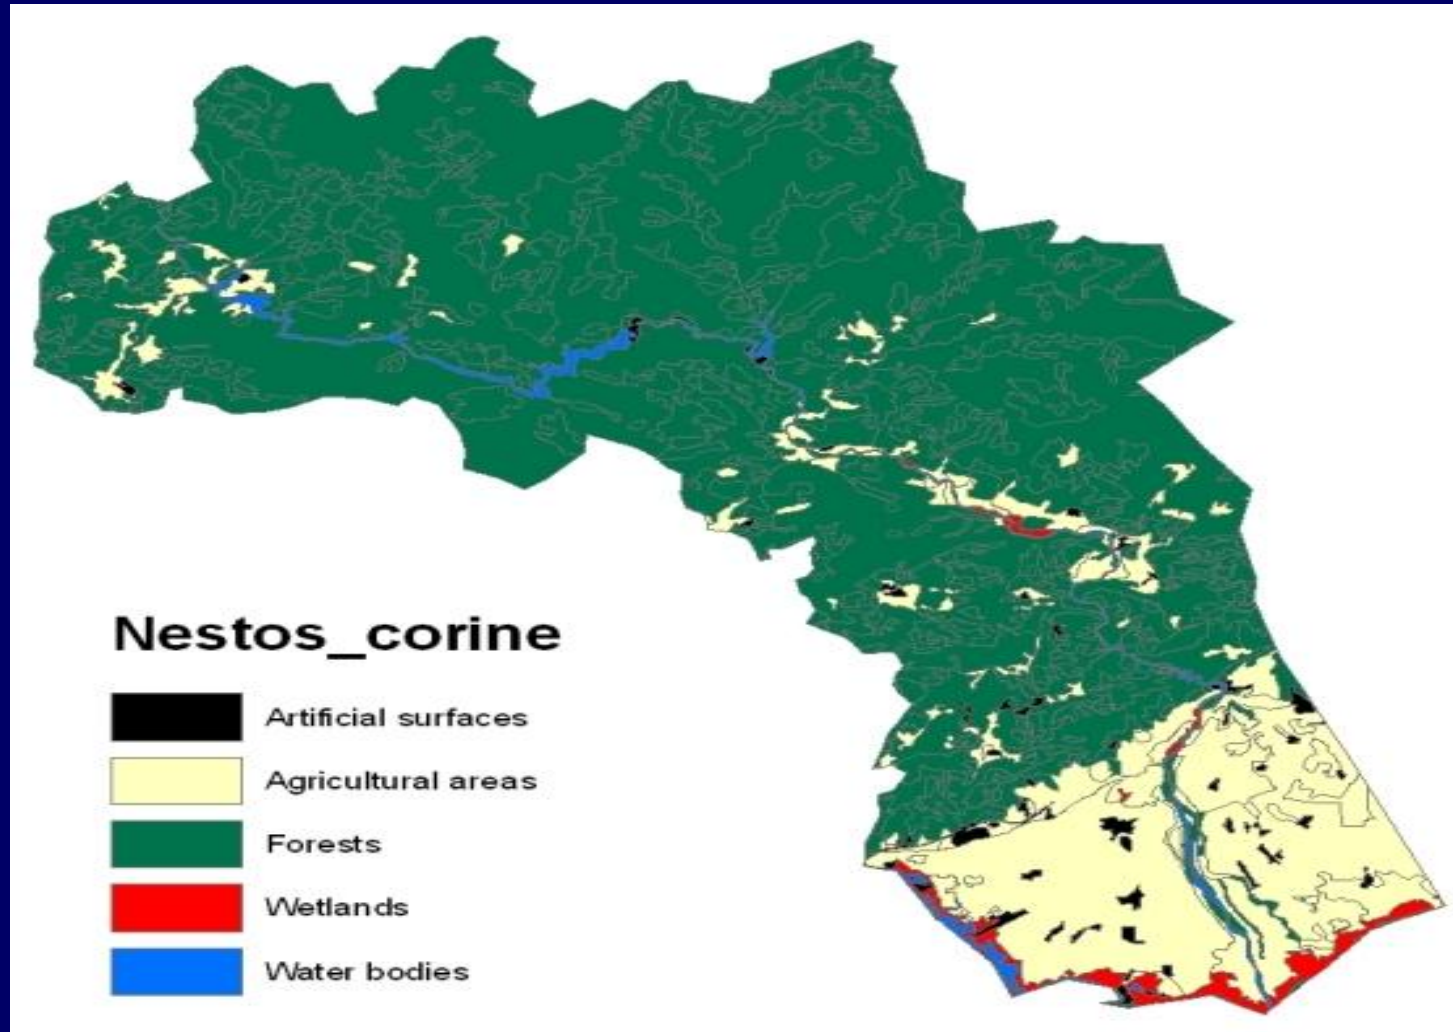 Nestos_corine
Artificial surfaces
Agricultural areas
Forests
Wetlands
Water bodies